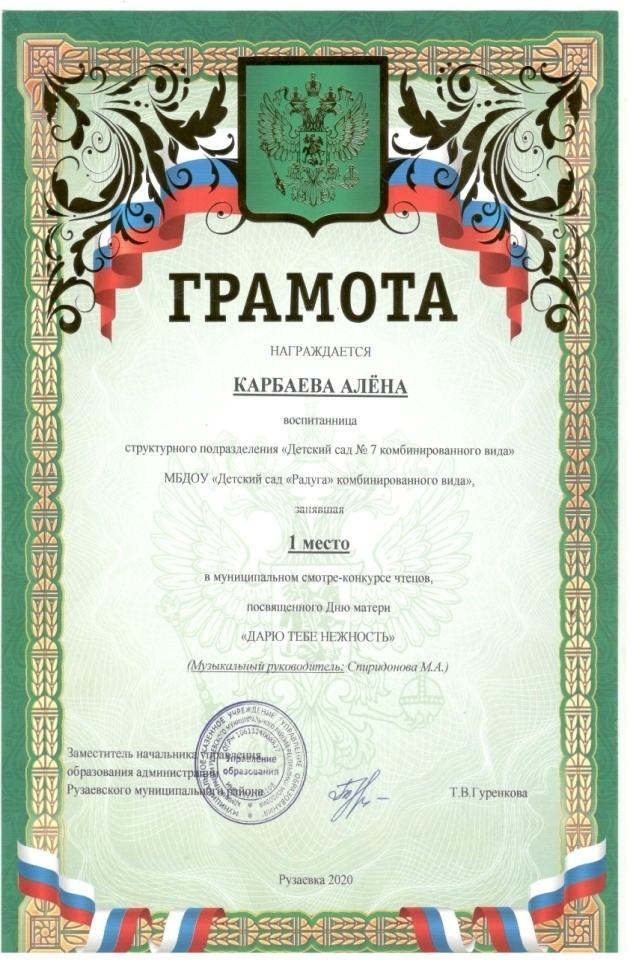 ГРАМОТА
НАГРАЖДАЕТСЯ
КАРБАЕВА АЛЁНА
воспитанница
структурного подразделения «Детский сад № 7 комбинированного вида»
МБДОУ «Детский сад «Радуга» комбинированного вида»,
занявшая
1 место
в муниципальном смотре-конкурсе чтецов,
посвященного Дню матери
«ДАРЮ ТЕБЕ НЕЖНОСТЬ»
(Музыкальный руководитель: Спиридонова М.А.)
Заместитель начальника управления
образования администрации
Рузаевского муниципального района
Т.В.Гуренкова
Управление
образования
Рузаевка 2020